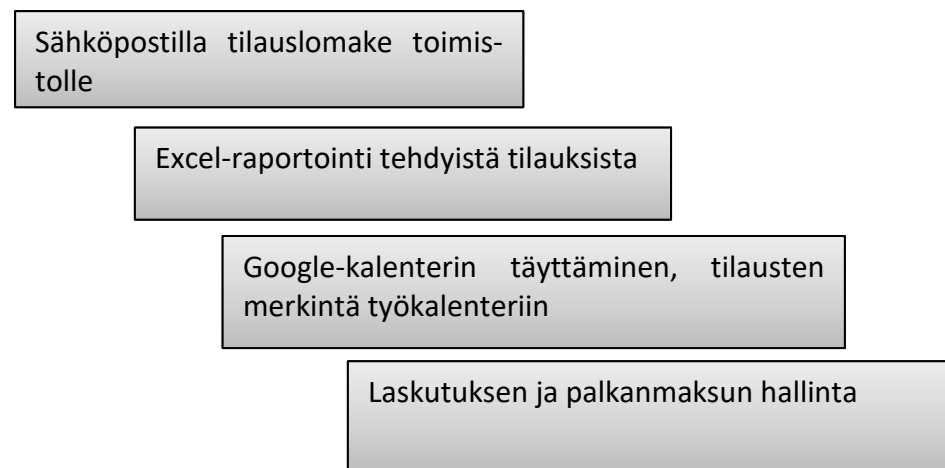 Sähköpostilla tilauslomake toimis-
tolle
Excel-raportointi tehdyistä tilauksista
Google-kalenterin täyttäminen, tilausten
merkintä työkalenteriin
Laskutuksen ja palkanmaksun hallinta